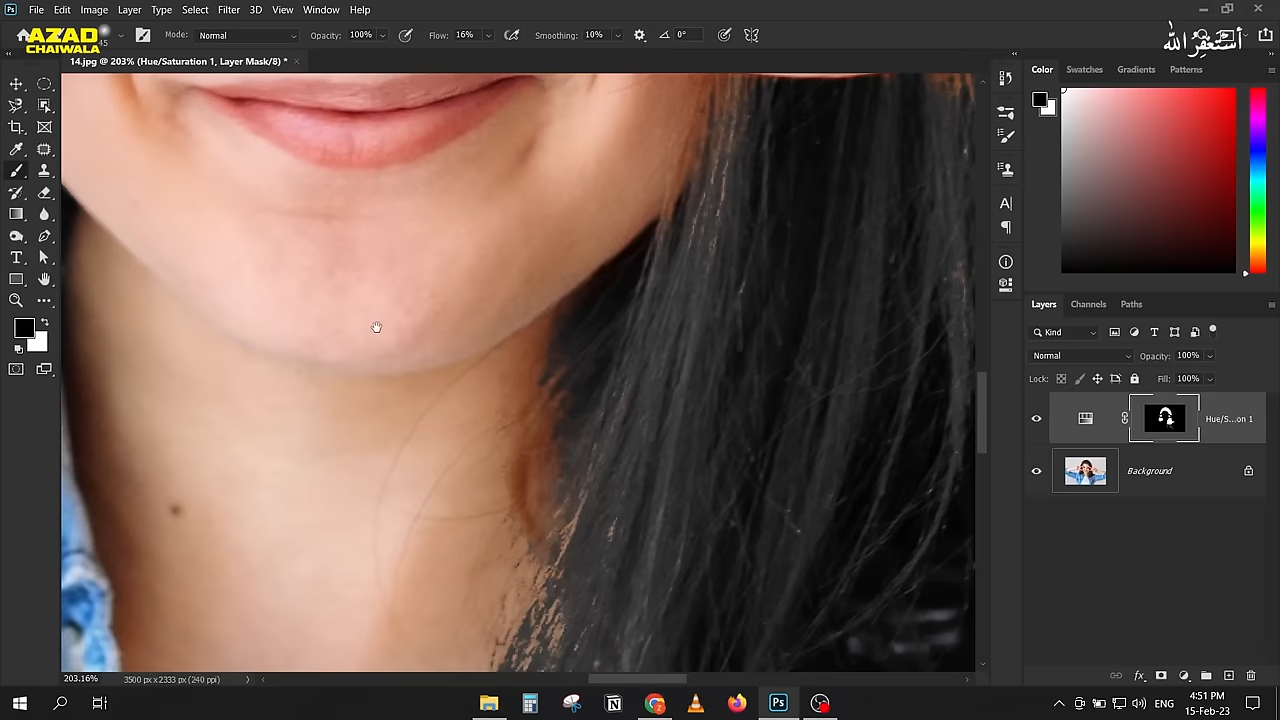 File Edit Image Layer Type Select Filter 3D View Window Help
AZAD
CHAIWALA
45
Mode: Normal Opacity: 100% Flow: 16% Smoothing: 10% 0°
أستغفر الله
14.jpg @ 203% (Hue/Saturation 1, Layer Mask/8) *
Color Swatches Gradients Patterns
Layers Channels Paths
Kind
Normal Opacity: 100%
Lock: Fill: 100%
Hue/S...on 1
Background
203.16% 3500 px x 2333 px (240 ppi)
ENG
4:51 PM
15-Feb-23